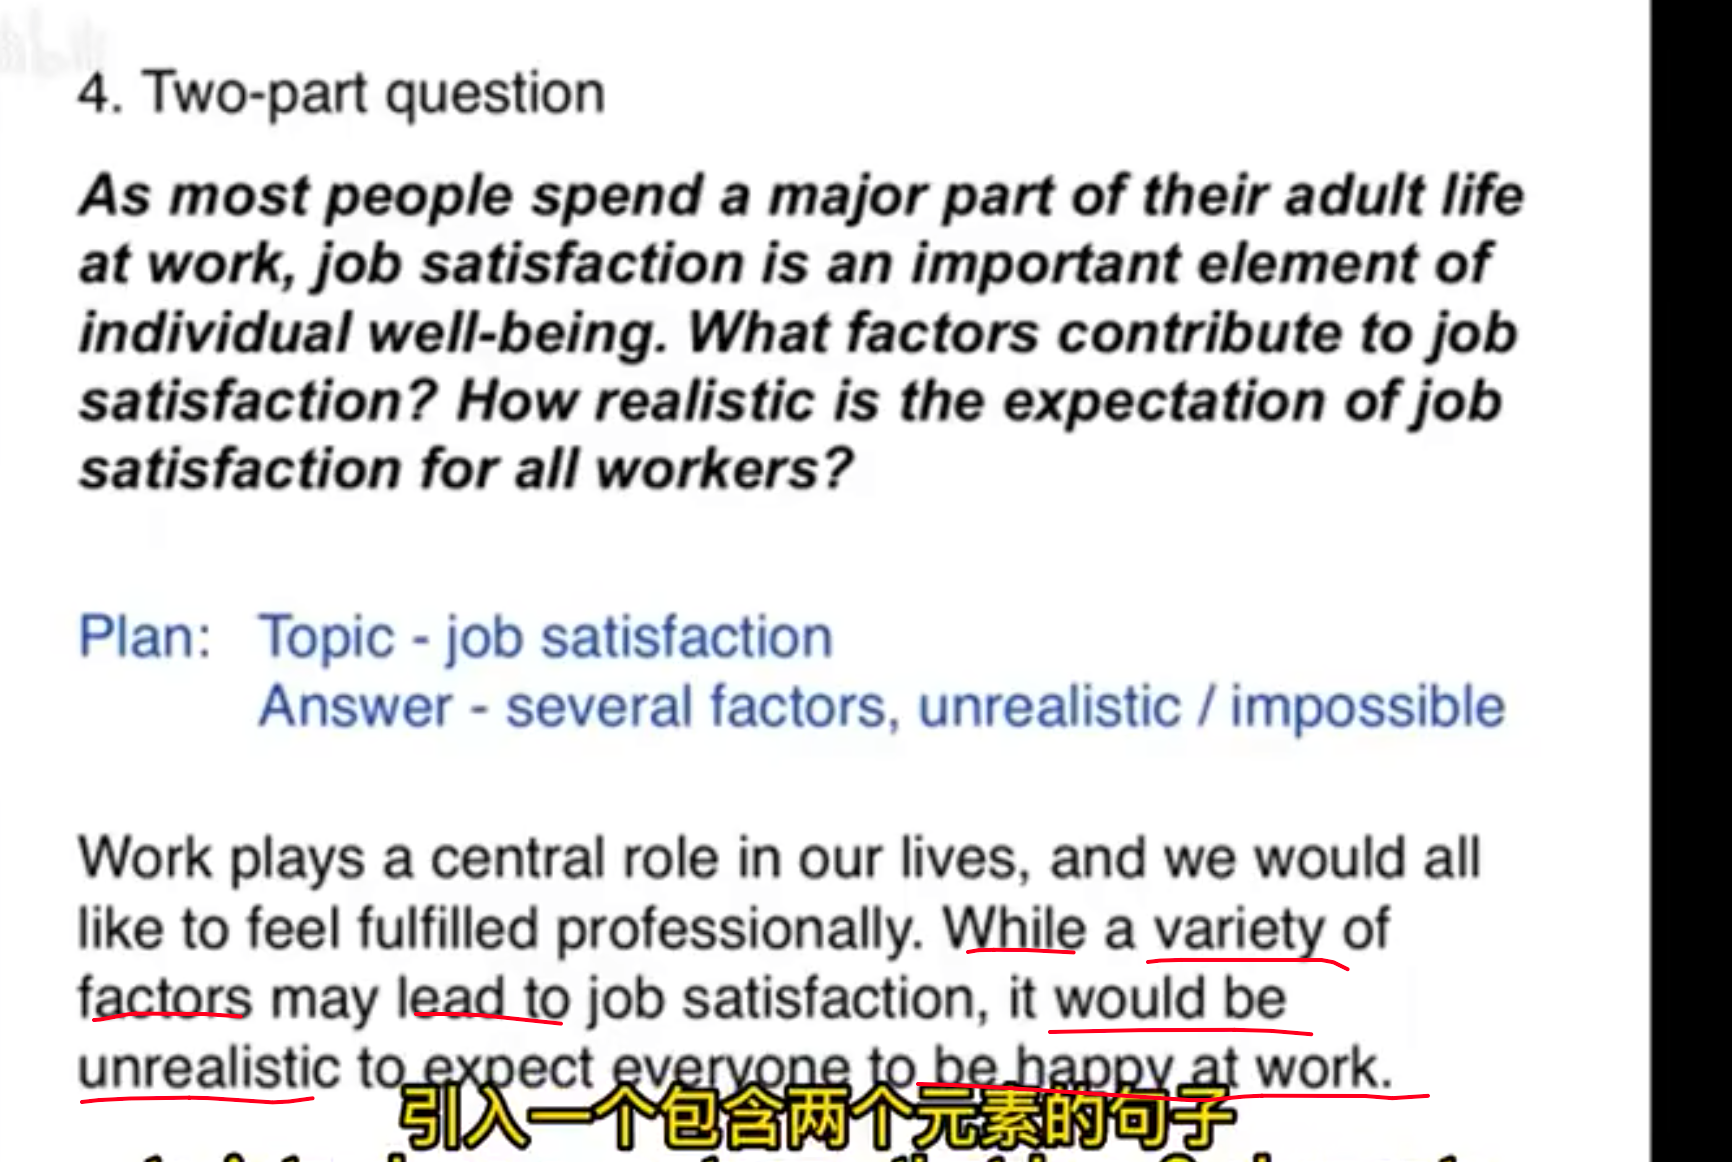 4. Two-part question
As most people spend a major part of their adult life
at work, job satisfaction is an important element of
individual well-being. What factors contribute to job
satisfaction? How realistic is the expectation of job
satisfaction for all workers?
Plan: Topic - job satisfaction
Answer - several factors, unrealistic / impossible
Work plays a central role in our lives, and we would all
like to feel fulfilled professionally. While a variety of
factors may lead to job satisfaction, it would be
unrealistic to expect everyone to be happy at work.
引入一个包含两个元素的句子